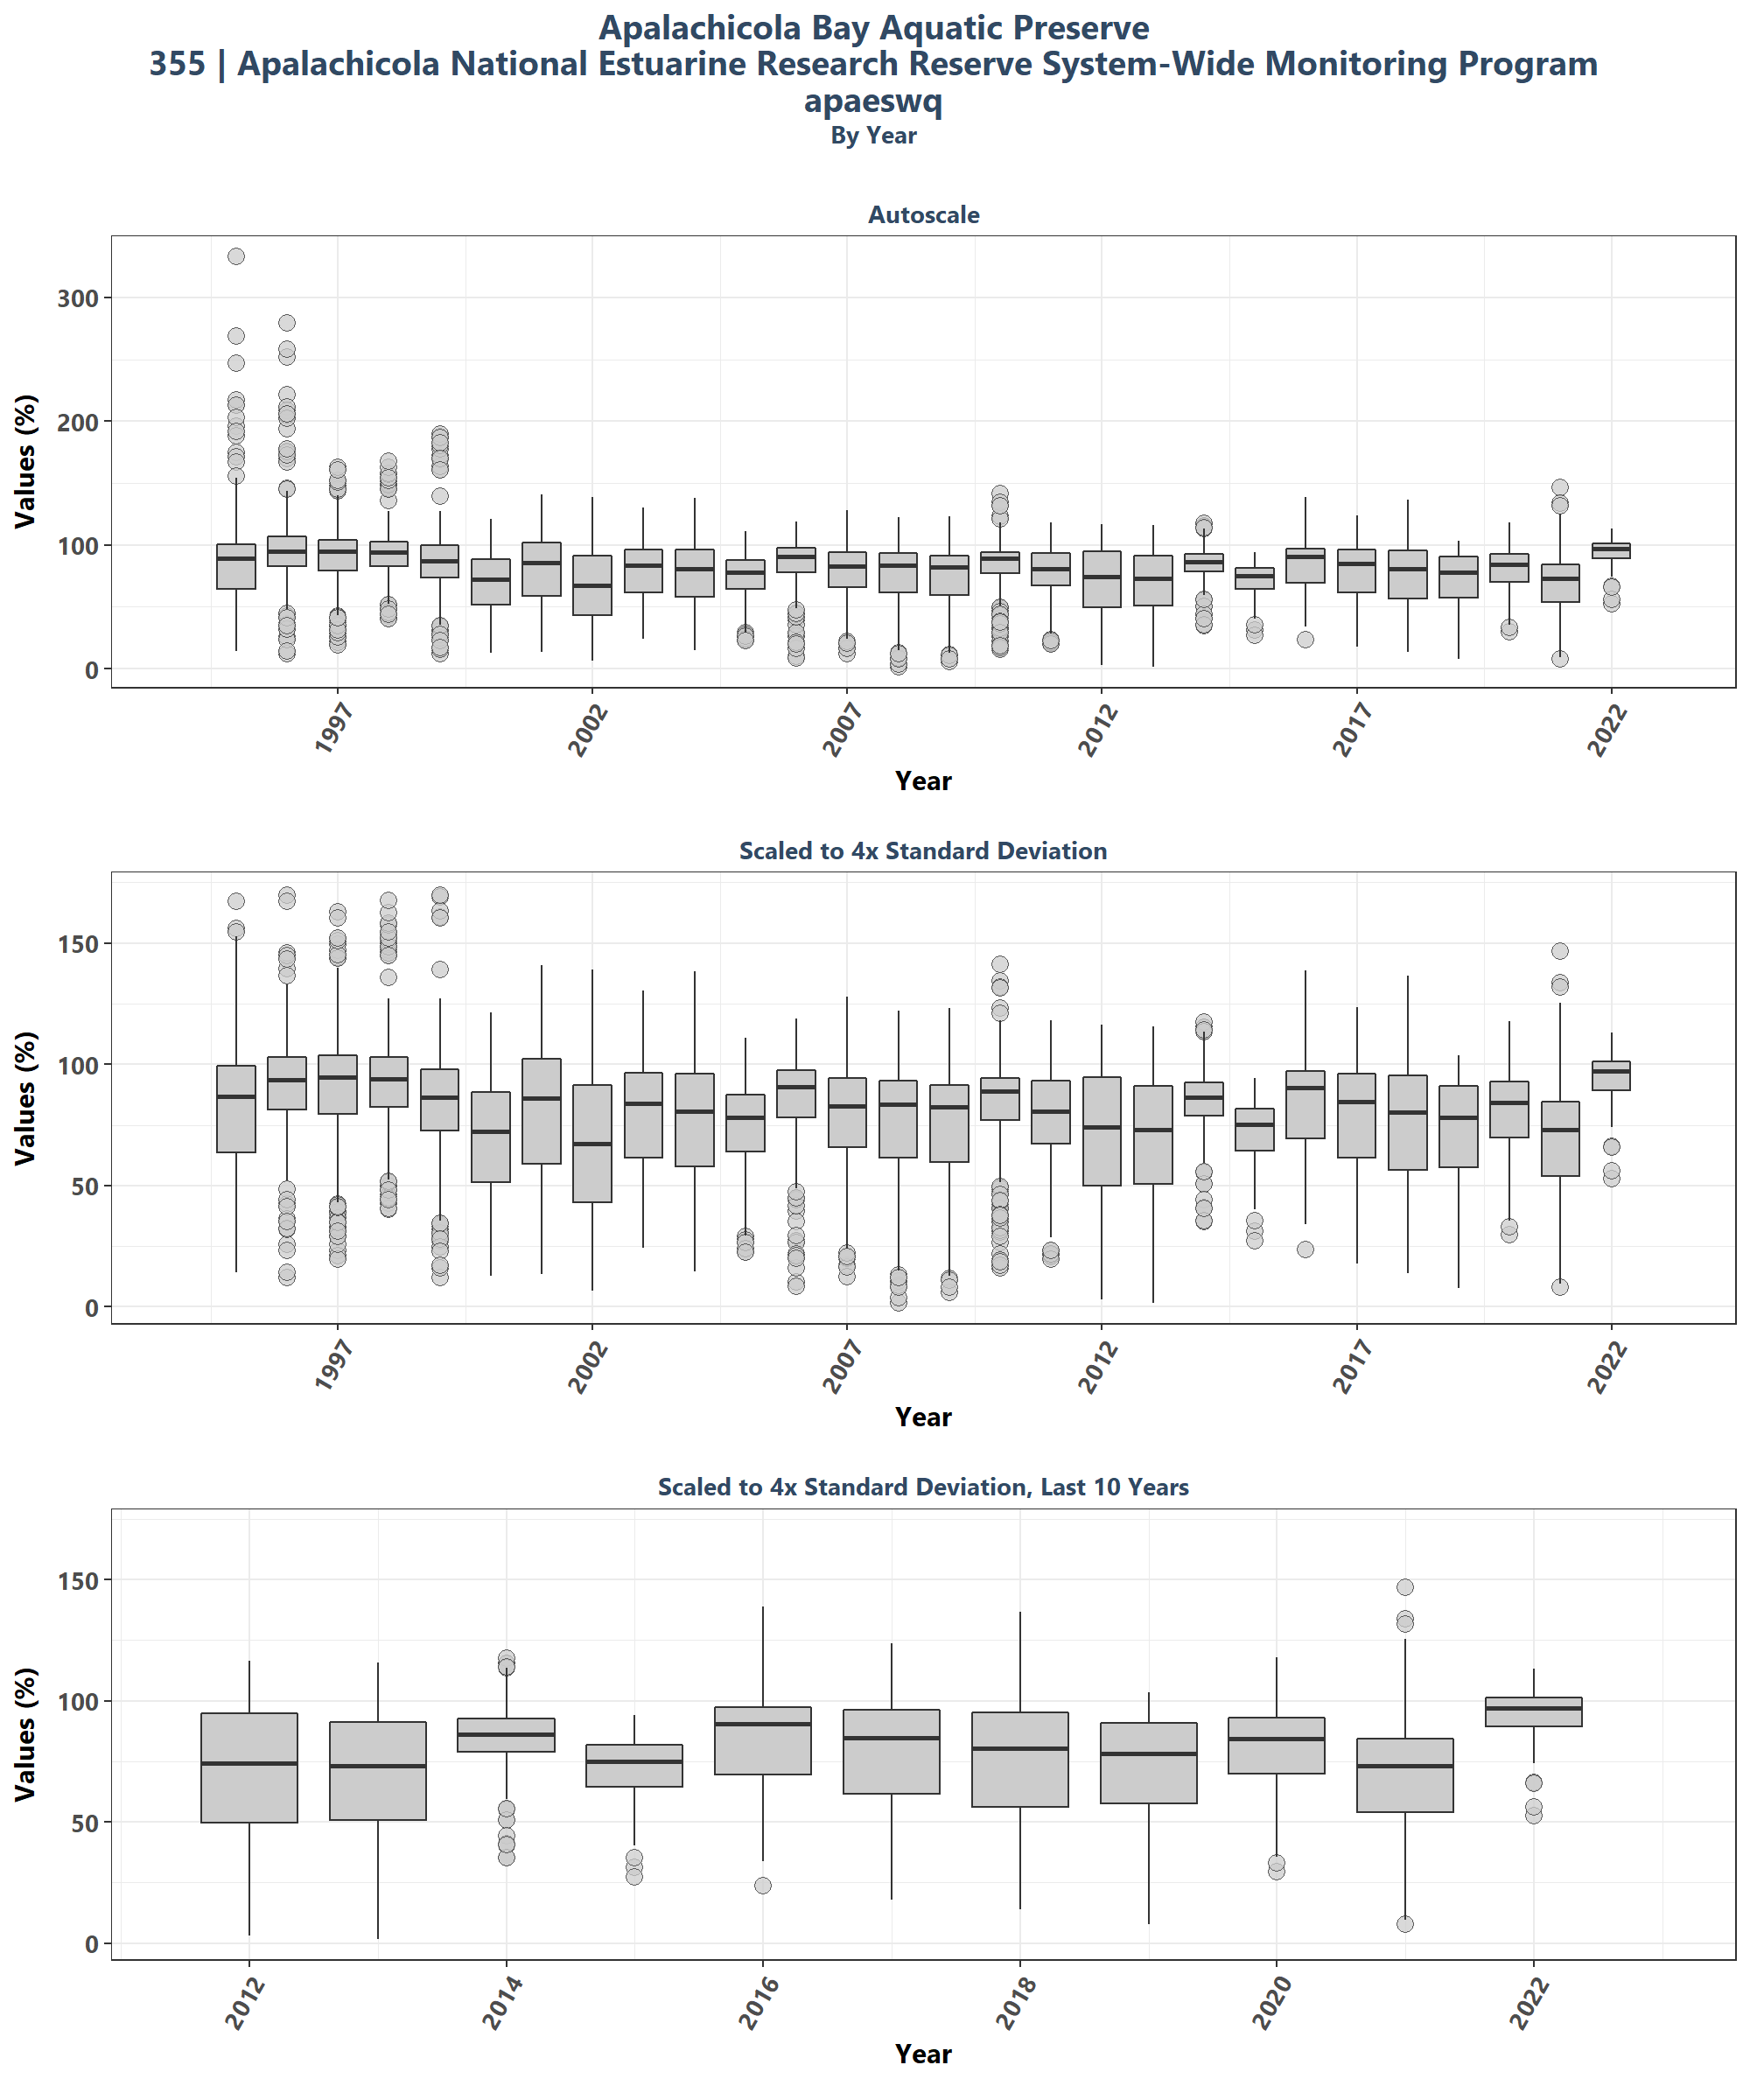 Apalachicola Bay Aquatic Preserve
355 | Apalachicola National Estuarine Research Reserve System-Wide Monitoring Program
apaeswq
By Year
Autoscale
Values (%)
300
200
100
0
1997 2002 2007 2012 2017 2022
Year
Scaled to 4x Standard Deviation
Values (%)
150
100
50
0
1997 2002 2007 2012 2017 2022
Year
Scaled to 4x Standard Deviation, Last 10 Years
Values (%)
150
100
50
0
2012 2014 2016 2018 2020 2022
Year